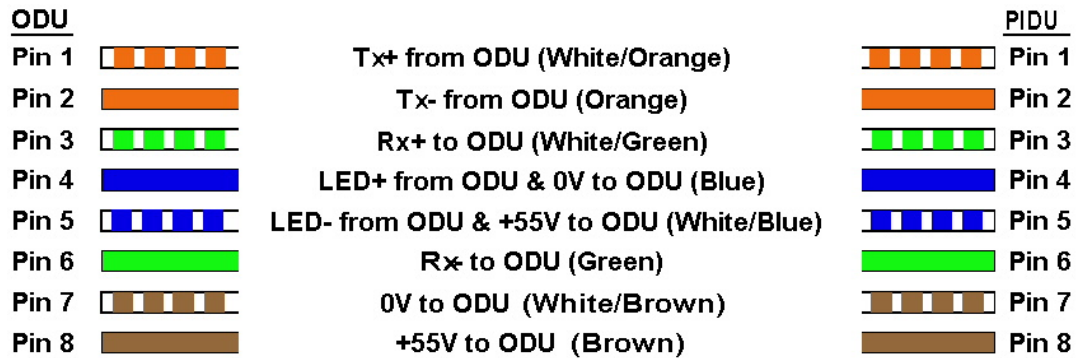 ODU PIDU
Pin 1 Tx+ from ODU (White/Orange) Pin 1
Pin 2 Tx- from ODU (Orange) Pin 2
Pin 3 Rx+ to ODU (White/Green) Pin 3
Pin 4 LED+ from ODU & 0V to ODU (Blue) Pin 4
Pin 5 LED- from ODU & +55V to ODU (White/Blue) Pin 5
Pin 6 Rx- to ODU (Green) Pin 6
Pin 7 0V to ODU (White/Brown) Pin 7
Pin 8 +55V to ODU (Brown) Pin 8